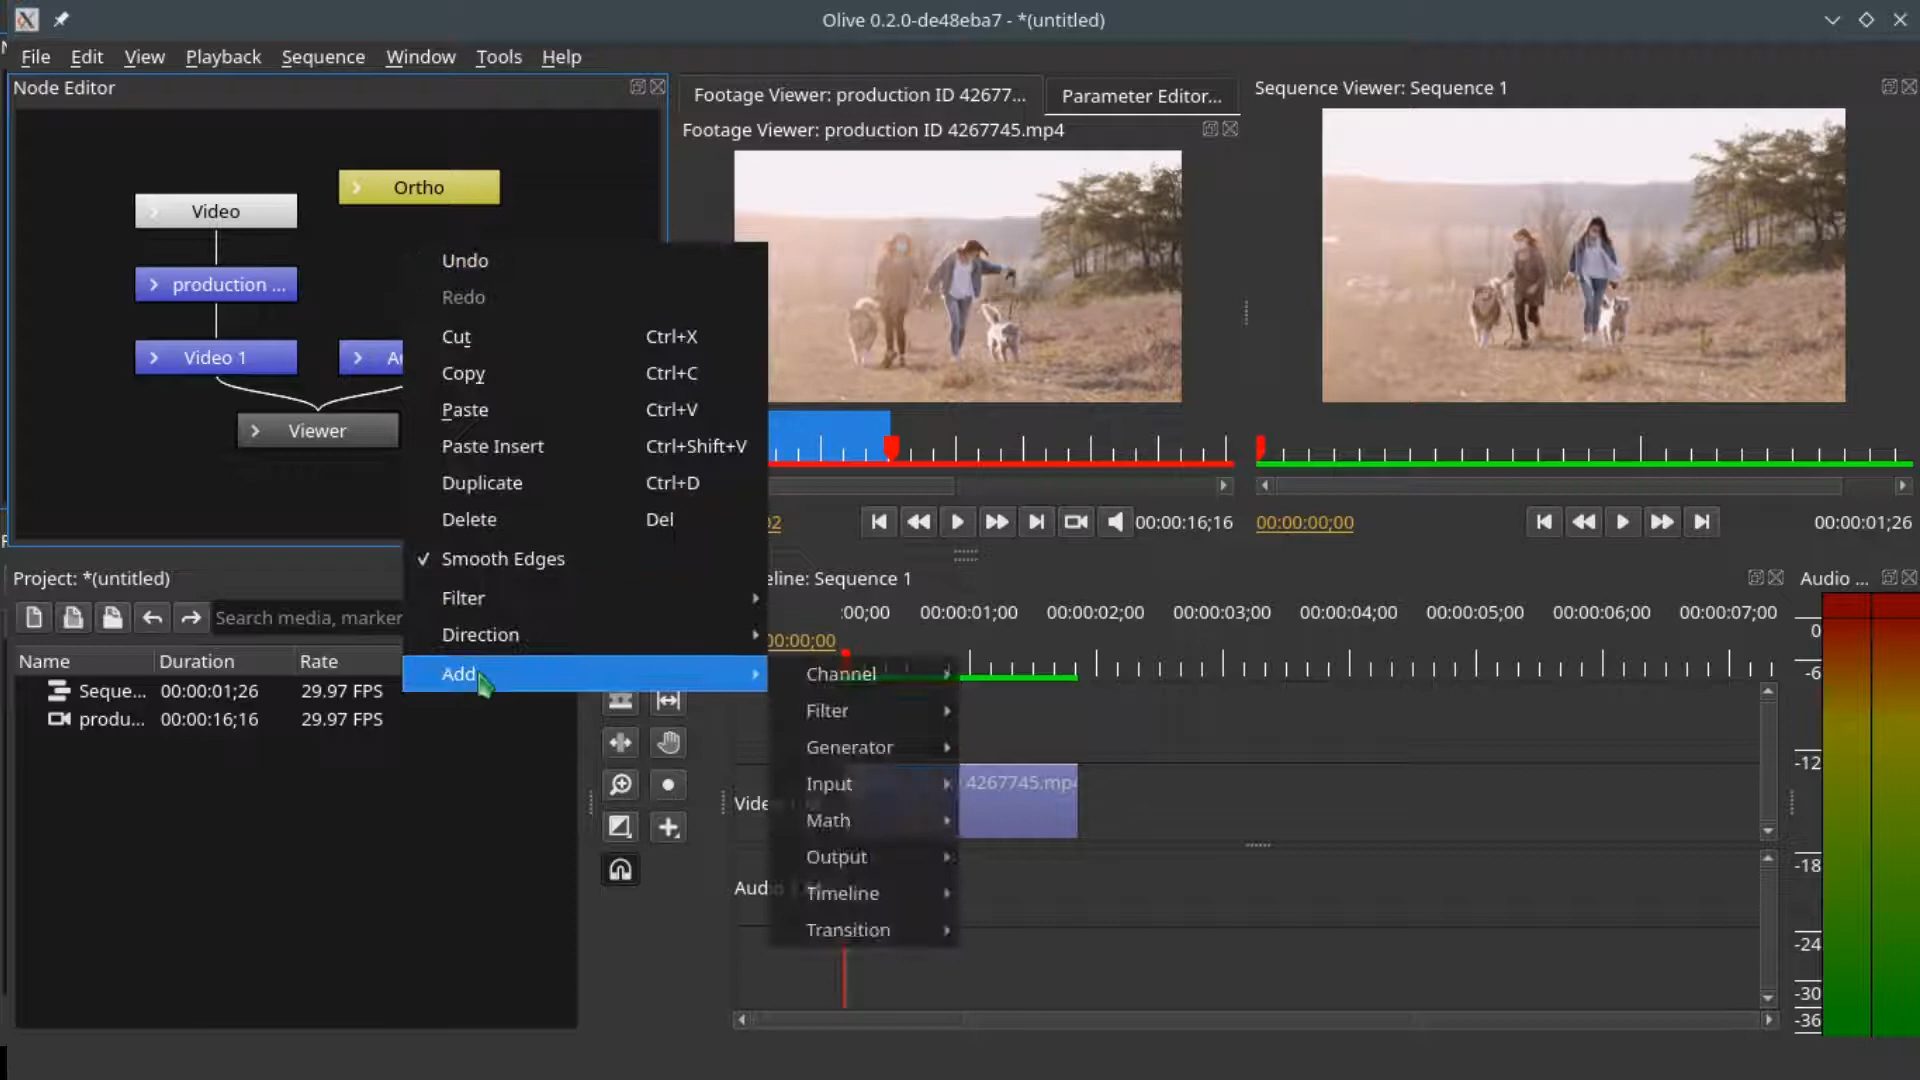 Olive 0.2.0-de48eba7 - *(untitled)
File Edit View Playback Sequence Window Tools Help
Node Editor
Ortho
Video
production ...
Video 1
Viewer
Undo
Redo
Cut Ctrl+X
Copy Ctrl+C
Paste Ctrl+V
Paste Insert Ctrl+Shift+V
Duplicate Ctrl+D
Delete Del
Smooth Edges
Filter
Direction
Add
Channel
Filter
Generator
Input
Math
Output
Timeline
Transition
Footage Viewer: production ID 42677...
Parameter Editor...
Footage Viewer: production ID 4267745.mp4
00:00:16;16
Sequence Viewer: Sequence 1
00:00:00;00
00:00:01;26
Project: *(untitled)
Search media, marker
Name Duration Rate
Seque... 00:00:01;26 29.97 FPS
produ... 00:00:16;16 29.97 FPS
eline: Sequence 1
:00;00 00:00:01;00 00:00:02;00 00:00:03;00 00:00:04;00 00:00:05;00 00:00:06;00 00:00:07;00
00:00;00
4267745.mp4
Vide
Aud
Audio ...
0
-6
-12
-18
-24
-30
-36